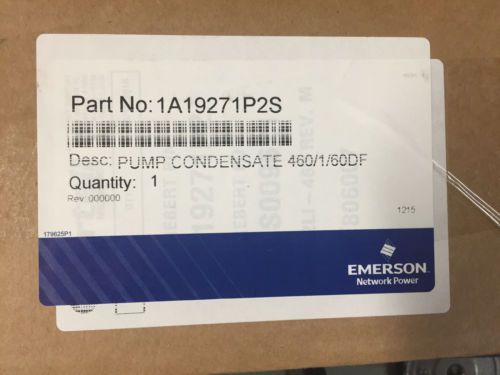 Part No:1A19271P2S
Desc: PUMP CONDENSATE 460/1/60DF
Quantity: 1
Rev: 000000
1215
179625P1
EMERSON
Network Power